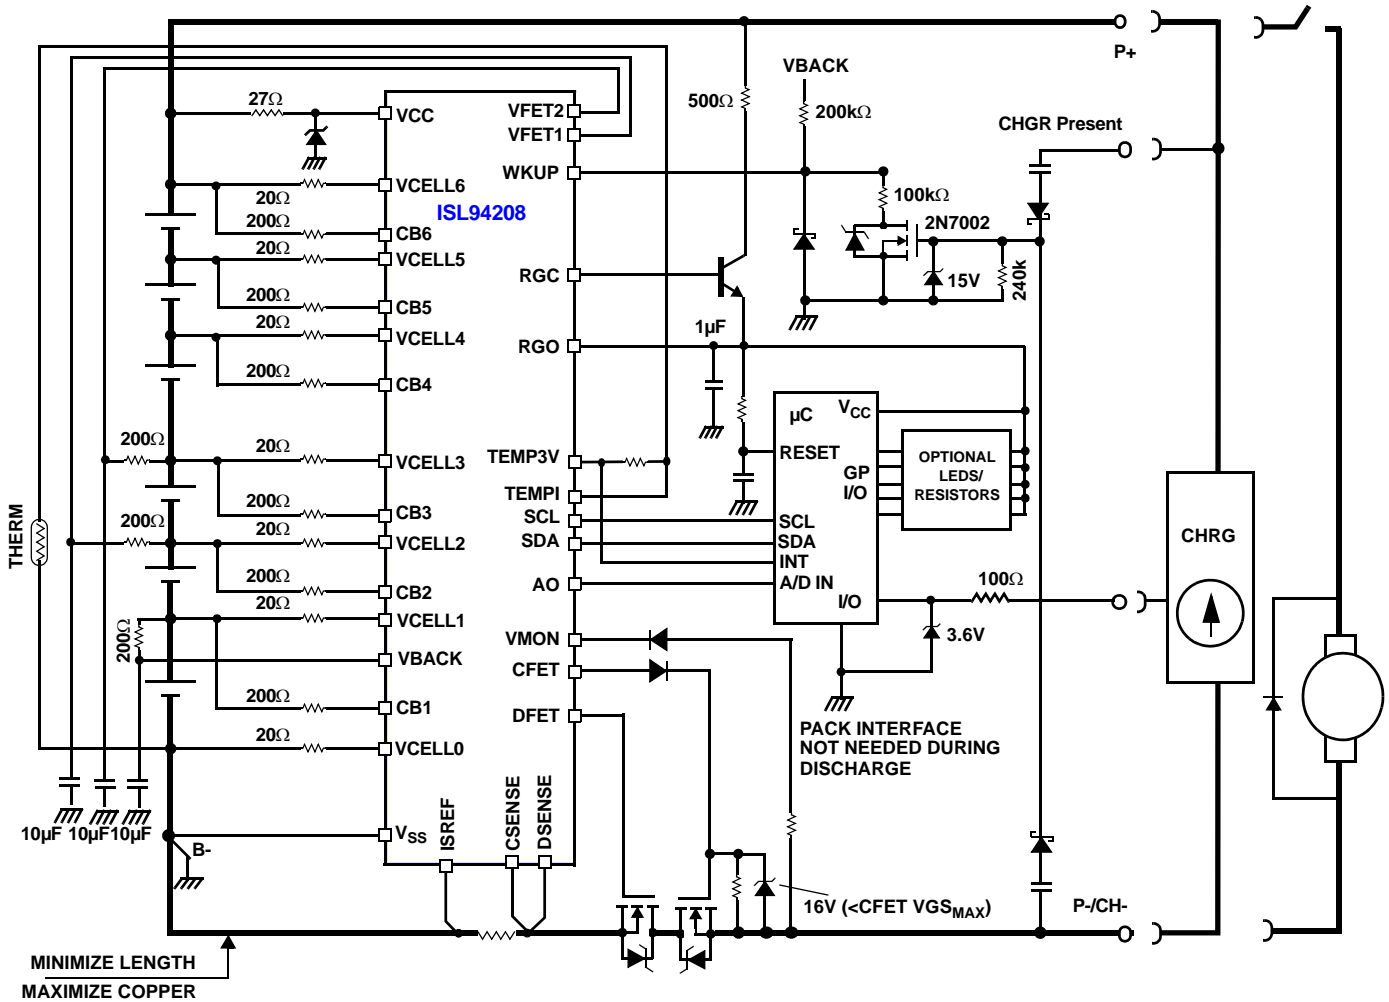 P+
VBACK
27Ω
VCC
VFET2
VFET1
500Ω
200kΩ
CHGR Present
WKUP
VCELL6
20Ω
ISL94208
100kΩ
200Ω
CB6
2N7002
20Ω
VCELL5
RGC
15V
240k
200Ω
CB5
20Ω
VCELL4
1µF
RGO
200Ω
CB4
µC
VCC
200Ω
20Ω
VCELL3
TEMP3V
RESET
OPTIONAL
LEDS/
RESISTORS
GP
I/O
TEMPI
200Ω
CB3
SCL
SCL
THERM
200Ω
20Ω
VCELL2
SDA
SDA
CHRG
INT
200Ω
CB2
AO
A/D IN
100Ω
20Ω
VCELL1
I/O
200Ω
VMON
3.6V
VBACK
CFET
200Ω
CB1
DFET
PACK INTERFACE
NOT NEEDED DURING
DISCHARGE
20Ω
VCELL0
10µF
10µF
10µF
VSS
ISREF
CSENSE
DSENSE
B-
16V (<CFET VGSMAX)
P-/CH-
MINIMIZE LENGTH
MAXIMIZE COPPER